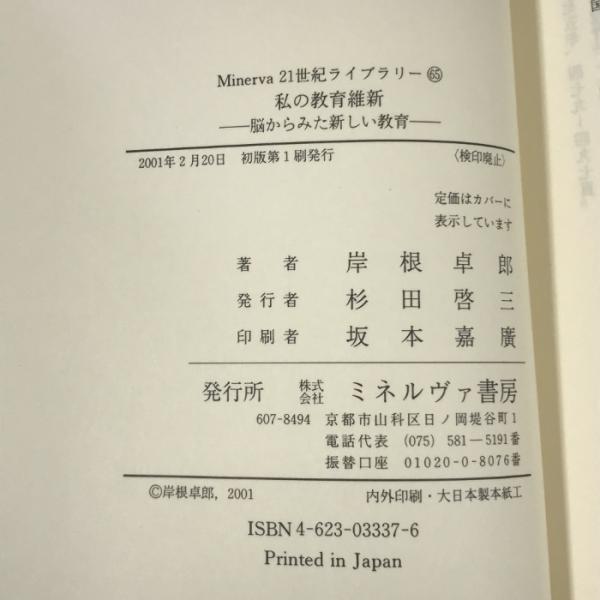 Minerva 21世紀ライブラリー㊿
私の教育維新
——脳からみた新しい教育——
2001年2月20日 初版第1刷発行 〈検印廃止〉
定価はカバーに
表示しています
著者 岸根卓郎
発行者 杉田啓三
印刷者 坂本嘉廣
発行所 株式会社 ミネルヴァ書房
607-8494 京都市山科区日ノ岡堤谷町1
電話代表 (075) 581—5191番
振替口座 01020-0-8076番
©岸根卓郎, 2001 内外印刷・大日本製本紙工
ISBN4-623-03337-6
Printed in Japan